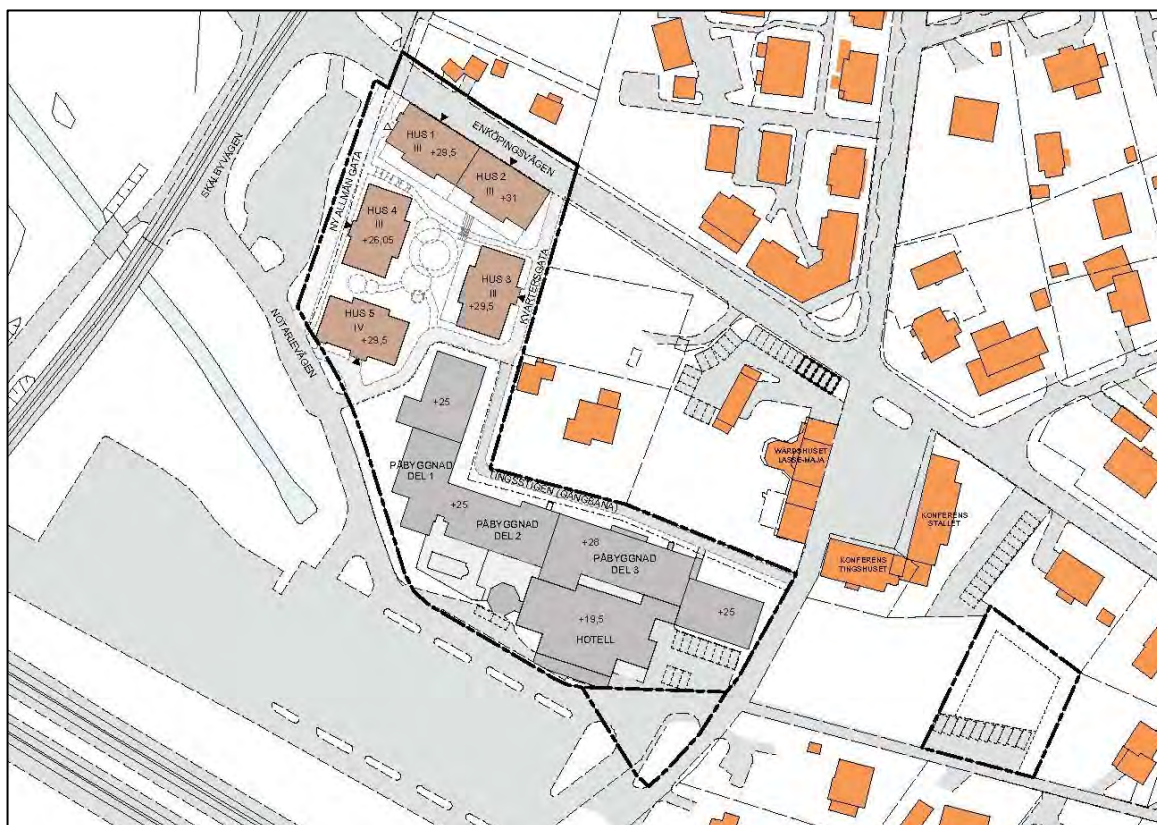 ENKÖPINGSVÄGEN
HUS 1
III
+29,5
HUS 2
III
+31
SKÄLBYVÄGEN
NY ALLMÄN GATA
HUS 4
III
+26,05
HUS 3
III
+29,5
KVARTERSGATA
HUS 5
IV
+29,5
NOTARIEVÄGEN
+25
PÅBYGGNAD
DEL 1
+25
TINGSSTIGEN (GÅNGBANA)
PÅBYGGNAD
DEL 2
+26
PÅBYGGNAD
DEL 3
+19,5
HOTELL
+25
WÄRDSHUSET
LASSE-MAJA
KONFERENS
STALLET
KONFERENS
TINGSHUSET